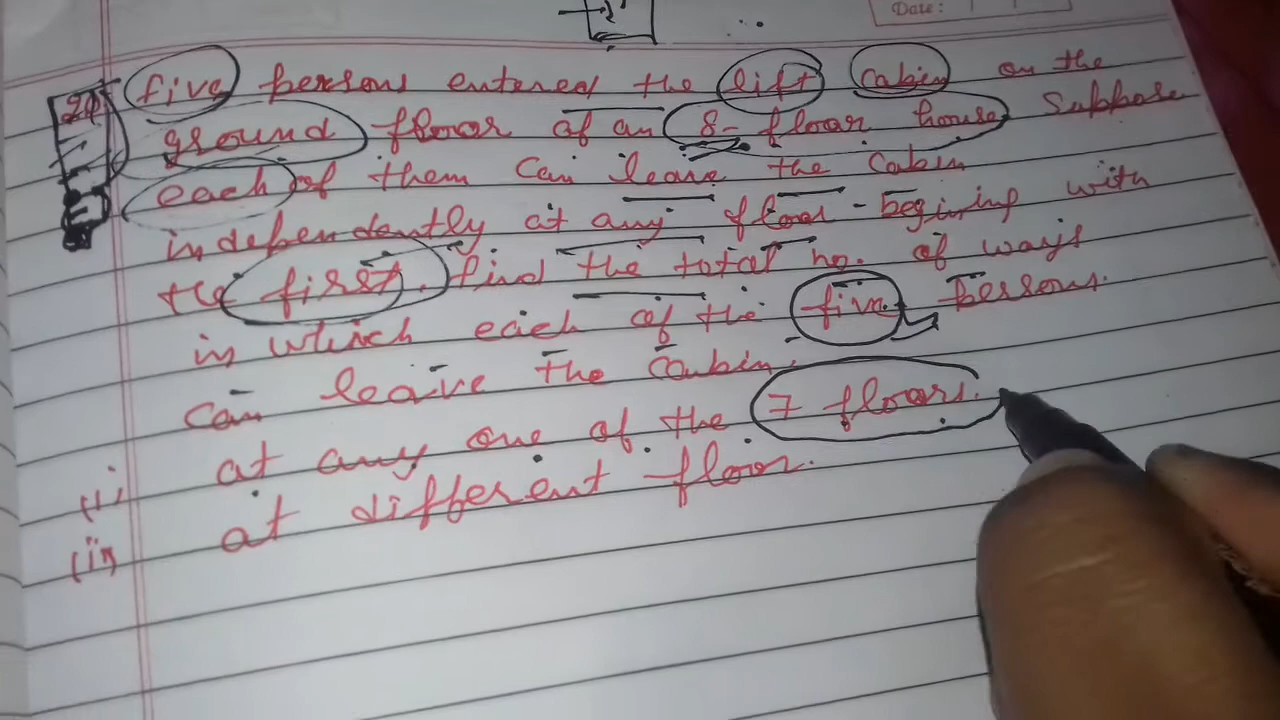 Date:
20) five persons entered the lift cabin on the
ground floor of an 8-floor house Suppose
each of them can leave the cabin
independently at any floor - begining with
the first. find the total no. of ways
in which each of the five persons.
can leave the cabin.
(i) at any one of the 7 floors.
(ii) at different floor.